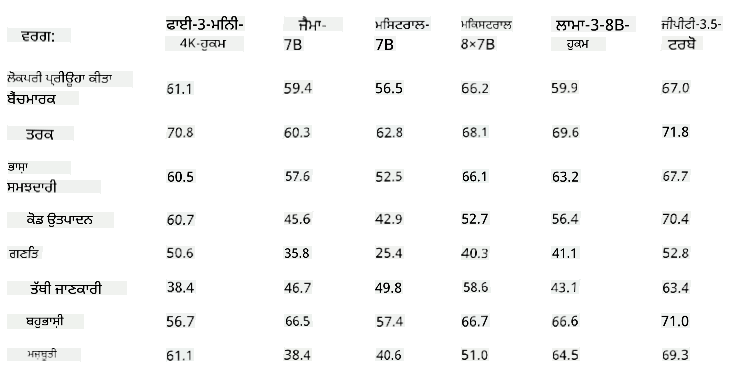 ਵਰਗ: ਫਾਈ-3-ਮਿਨੀ-4K-ਹੁਕਮ ਜੈਮਾ-7B ਮਿਸਟਰਾਲ-7B ਮਕਿਸਟਰਾਲ 8×7B ਲਾਮਾ-3-8B-ਹੁਕਮ ਜੀਪੀਟੀ-3.5-ਟਰਬੋ
ਲੋਕਪਰੀ ਪ੍ਰੀਊਹਾ ਕੀਤਾ
ਬੈਂਚਮਾਰਕ 61.1 59.4 56.5 66.2 59.9 67.0
ਤਰਕ 70.8 60.3 62.8 68.1 69.6 71.8
ਭਾਸ਼ਾ
ਸਮਝਦਾਰੀ 60.5 57.6 52.5 66.1 63.2 67.7
ਕੋਡ ਉਤਪਾਦਨ 60.7 45.6 42.9 52.7 56.4 70.4
ਗਣਤਿ 50.6 35.8 25.4 40.3 41.1 52.8
ਤੱਥੀ ਜਾਣਕਾਰੀ 38.4 46.7 49.8 58.6 43.1 63.4
ਬਹੁਭਾਸ਼ੀ 56.7 66.5 57.4 66.7 66.6 71.0
ਮਜ਼ਬੂਤੀ 61.1 38.4 40.6 51.0 64.5 69.3